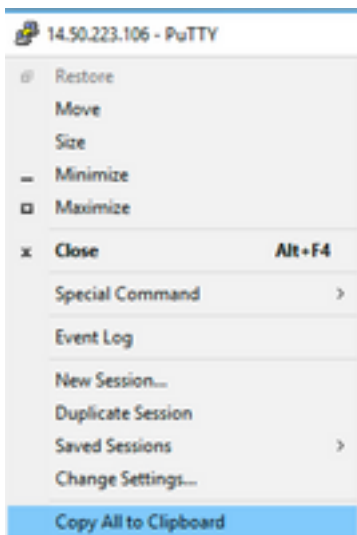 14.50.223.106 - PuTTY
Restore
Move
Size
Minimize
Maximize
Close Alt+F4
Special Command
Event Log
New Session...
Duplicate Session
Saved Sessions
Change Settings...
Copy All to Clipboard